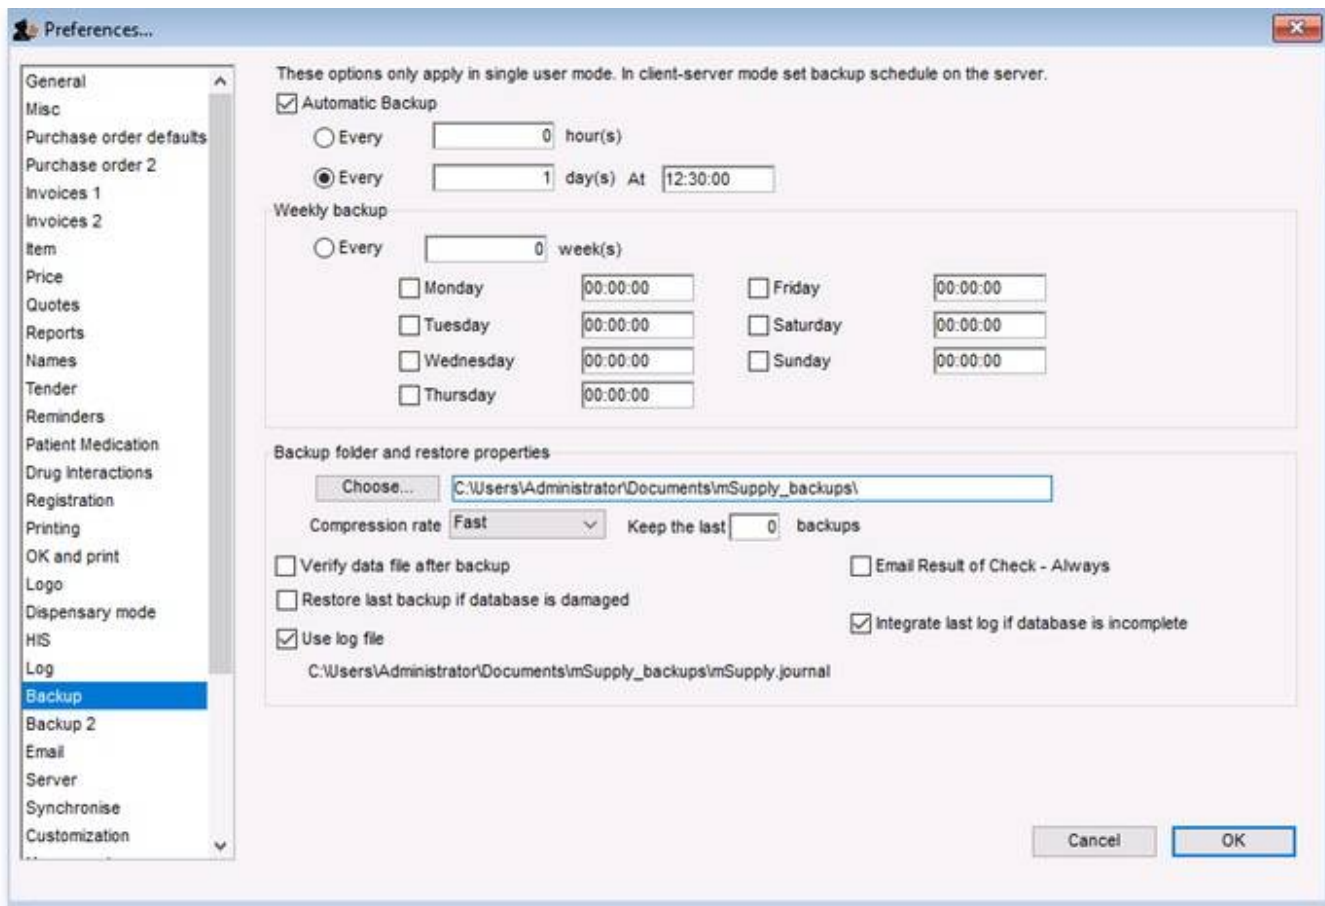 Preferences...
General
Misc
Purchase order defaults
Purchase order 2
Invoices 1
Invoices 2
Item
Price
Quotes
Reports
Names
Tender
Reminders
Patient Medication
Drug Interactions
Registration
Printing
OK and print
Logo
Dispensary mode
HIS
Log
Backup
Backup 2
Email
Server
Synchronise
Customization
These options only apply in single user mode. In client-server mode set backup schedule on the server.
Automatic Backup
Every 0 hour(s)
Every 1 day(s) At 12:30:00
Weekly backup
Every 0 week(s)
Monday 00:00:00 Friday 00:00:00
Tuesday 00:00:00 Saturday 00:00:00
Wednesday 00:00:00 Sunday 00:00:00
Thursday 00:00:00
Backup folder and restore properties
Choose... C:\Users\Administrator\Documents\mSupply_backups\
Compression rate Fast Keep the last 0 backups
Verify data file after backup Email Result of Check - Always
Restore last backup if database is damaged
Integrate last log if database is incomplete
Use log file
C:\Users\Administrator\Documents\mSupply_backups\mSupply.journal
Cancel OK